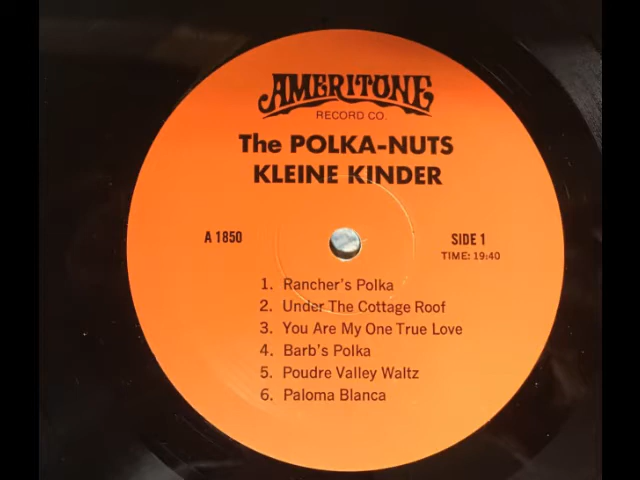 AMERITONE
RECORD CO.
The POLKA-NUTS
KLEINE KINDER
A 1850
SIDE 1
TIME: 19:40
1. Rancher's Polka
2. Under The Cottage Roof
3. You Are My One True Love
4. Barb's Polka
5. Poudre Valley Waltz
6. Paloma Blanca